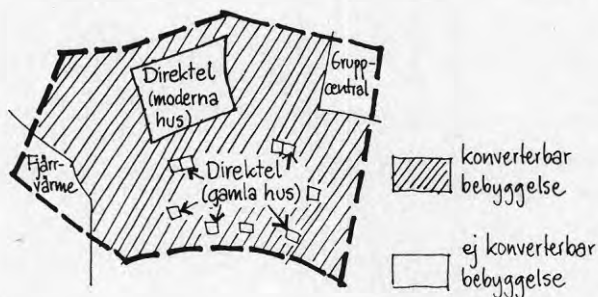 Direktel
(moderna
hus)
Grupp-
central
Fjärr-
värme
Direktel
(gamla hus)
konverterbar
bebyggelse
ej konverterbar
bebyggelse